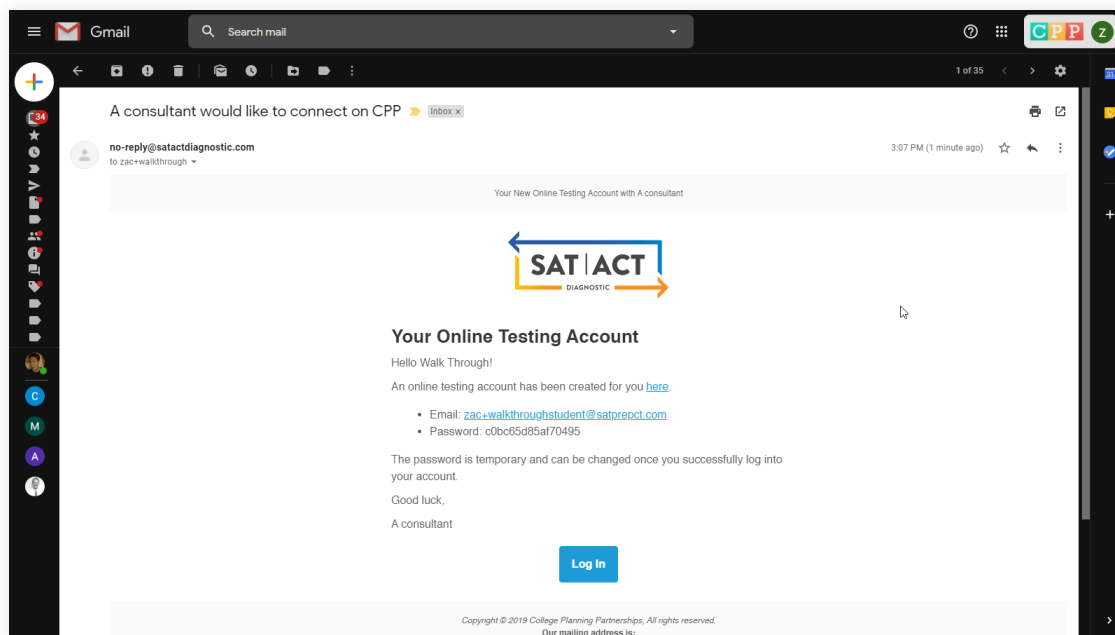 Gmail
Search mail
CPP
Z
1 of 35
31
34
A consultant would like to connect on CPP
Inbox x
no-reply@satactdiagnostic.com
3:07 PM (1 minute ago)
to zac+walkthrough
Your New Online Testing Account with A consultant
SAT | ACT
DIAGNOSTIC
Your Online Testing Account
Hello Walk Through!
An online testing account has been created for you here.
• Email: zac+walkthroughstudent@satprepct.com
• Password: c0bc65d85af70495
The password is temporary and can be changed once you successfully log into
your account.
Good luck,
A consultant
C
M
A
Log In
Copyright © 2019 College Planning Partnerships, All rights reserved.
Our mailing address is: